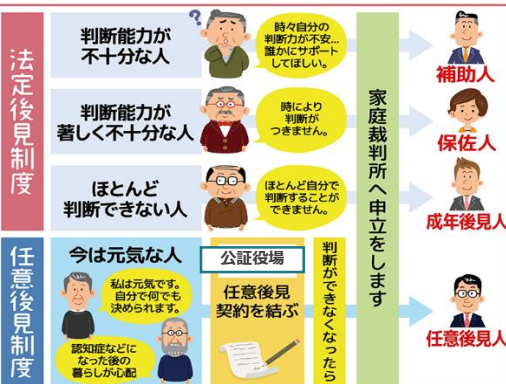 法定後見制度
判断能力が
不十分な人
?
時々自分の
判断力が不安…
誰かにサポート
してほしい。
補助人
判断能力が
著しく不十分な人
時により
判断が
つきません。
保佐人
ほとんど
判断できない人
ほとんど自分で
判断することが
できません。
成年後見人
家庭裁判所へ申立をします
任意後見制度
今は元気な人
私は元気です。
自分で何でも
決められます。
認知症などに
なった後の
暮らしが心配
公証役場
任意後見
契約を結ぶ
判断ができなくなったら
任意後見人